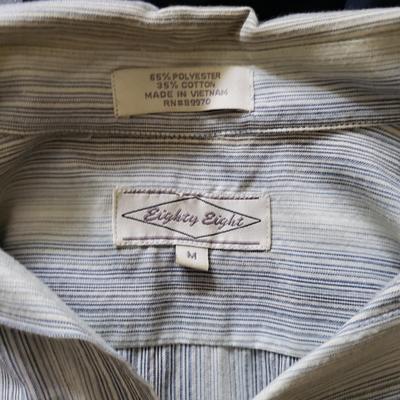 65% POLYESTER
35% COTTON
MADE IN VIETNAM
RN#89970
Eighty Eight
M